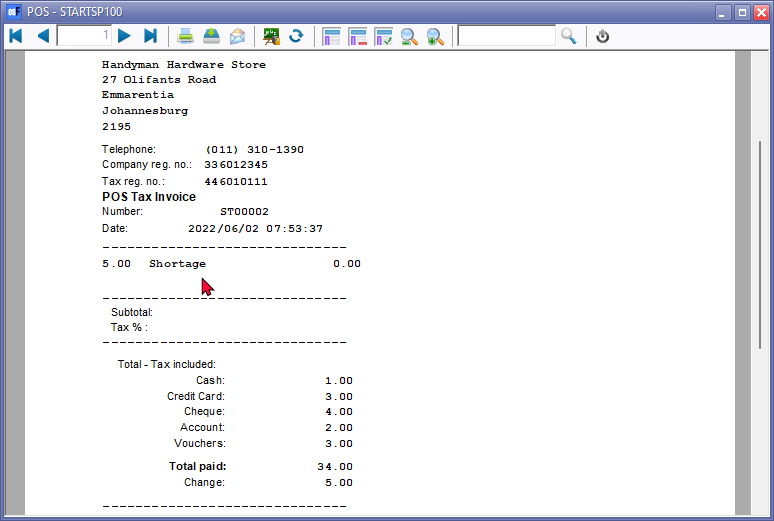 POS - STARTSP100
1
Handyman Hardware Store
27 Olifants Road
Emmarentia
Johannesburg
2195
Telephone: (011) 310-1390
Company reg. no.: 336012345
Tax reg. no.: 446010111
POS Tax Invoice
Number: ST00002
Date: 2022/06/02 07:53:37
-----------------------------
5.00 Shortage 0.00
-----------------------------
Subtotal:
Tax % :
-----------------------------
Total - Tax included:
Cash: 1.00
Credit Card: 3.00
Cheque: 4.00
Account: 2.00
Vouchers: 3.00
Total paid: 34.00
Change: 5.00
-----------------------------